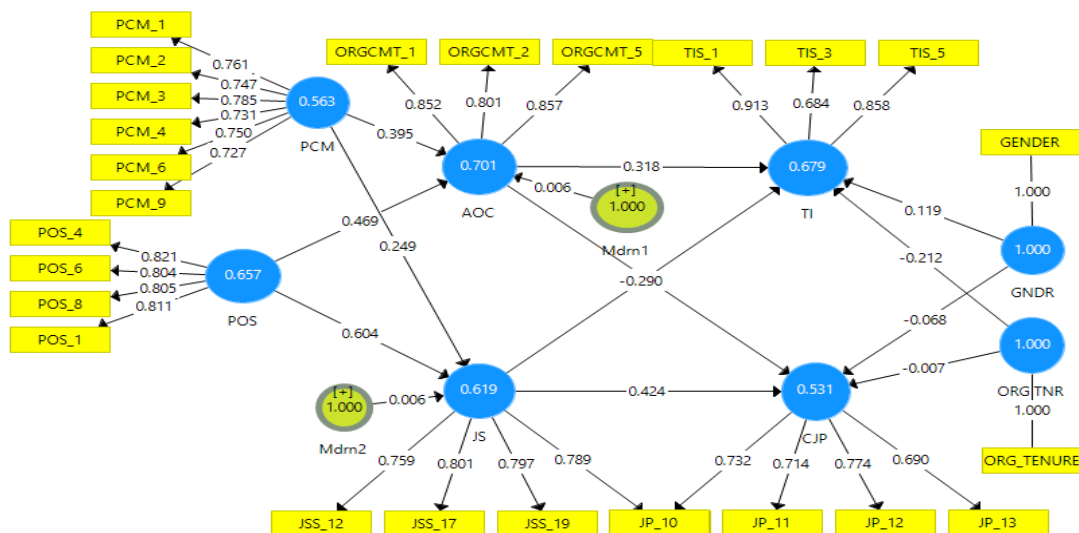 PCM_1
PCM_2
PCM_3
PCM_4
PCM_6
PCM_9
0.761
0.747
0.785
0.731
0.750
0.727
0.563
PCM
ORGCMT_1
ORGCMT_2
ORGCMT_5
TIS_1
TIS_3
TIS_5
0.852
0.801
0.857
0.913
0.684
0.858
0.395
0.701
AOC
0.318
0.679
TI
GENDER
1.000
0.006
[+]
1.000
Mdrn1
0.119
1.000
GNDR
0.469
0.249
-0.290
-0.212
-0.068
POS_4
POS_6
POS_8
POS_1
0.821
0.804
0.805
0.811
0.657
POS
0.604
1.000
ORG TNR
-0.007
1.000
ORG_TENURE
[+]
1.000
Mdrn2
0.006
0.619
JS
0.424
0.531
CJP
0.759
0.801
0.797
0.789
0.732
0.714
0.774
0.690
JSS_12
JSS_17
JSS_19
JP_10
JP_11
JP_12
JP_13